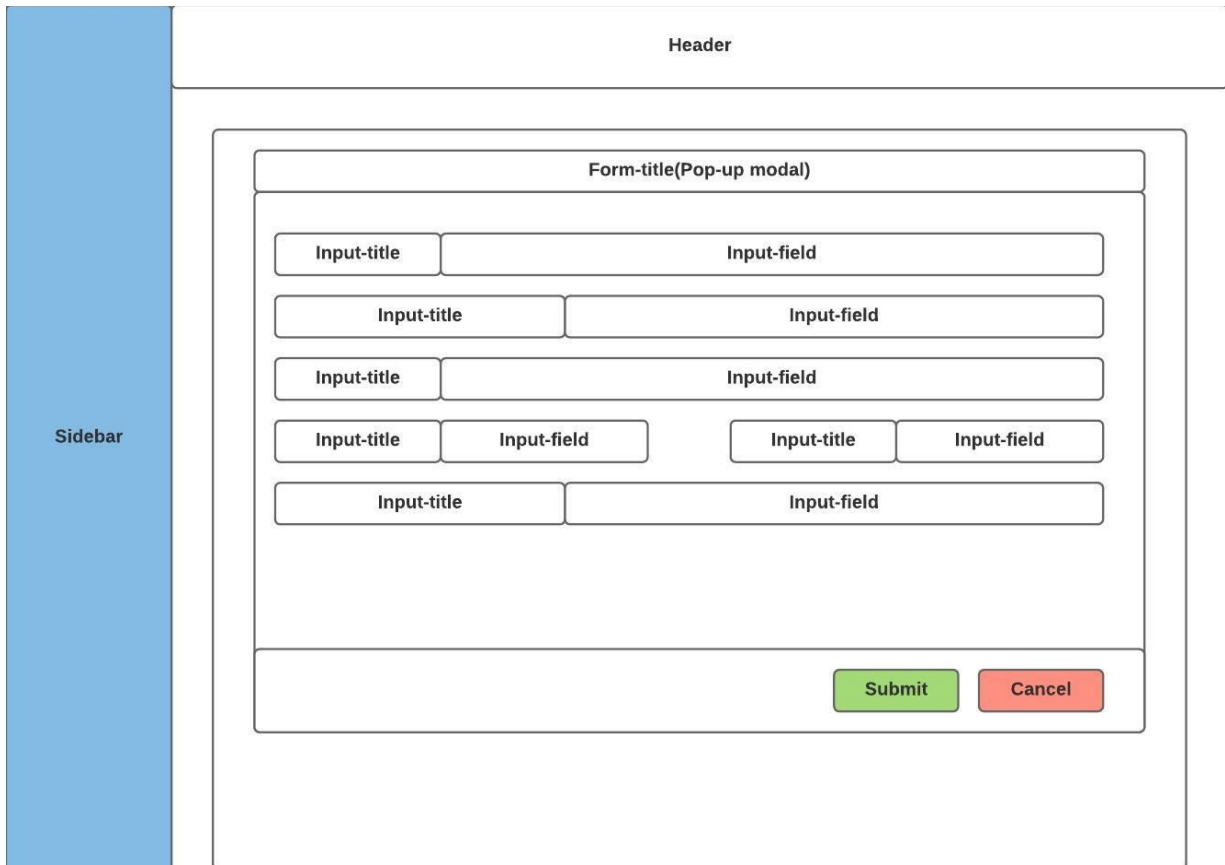 Header
Form-title(Pop-up modal)
Input-title Input-field
Input-title Input-field
Input-title Input-field
Sidebar
Input-title Input-field Input-title Input-field
Input-title Input-field
Submit Cancel